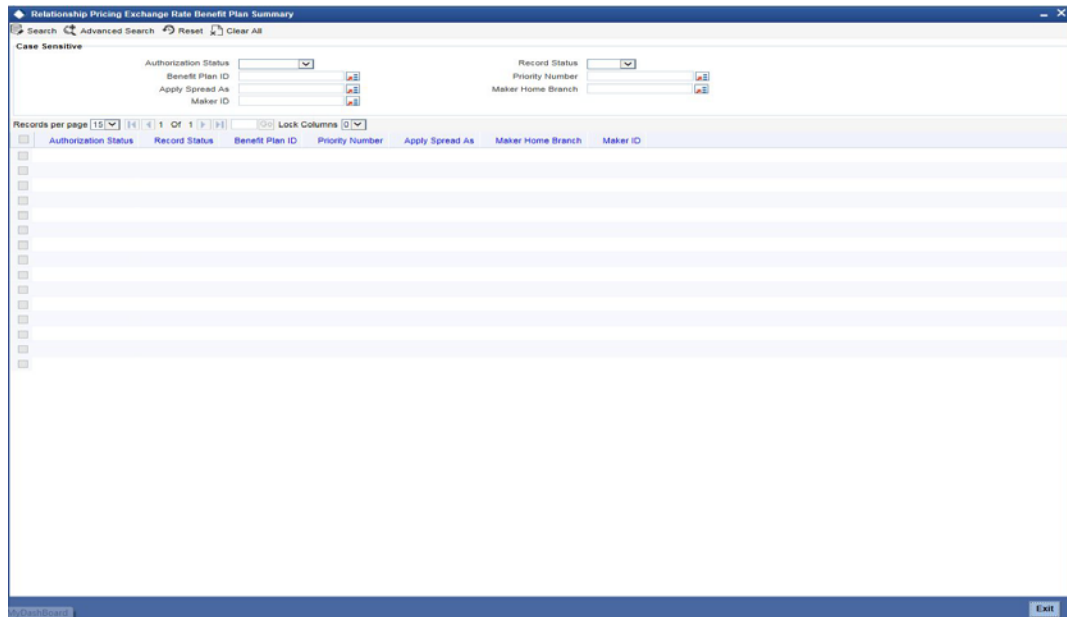 Relationship Pricing Exchange Rate Benefit Plan Summary
Search Advanced Search Reset Clear All
Case Sensitive
Authorization Status Record Status
Benefit Plan ID Priority Number
Apply Spread As Maker Home Branch
Maker ID
Records per page 15 1 Of 1 Go Lock Columns 0
Authorization Status Record Status Benefit Plan ID Priority Number Apply Spread As Maker Home Branch Maker ID
MyDashBoard
Exit